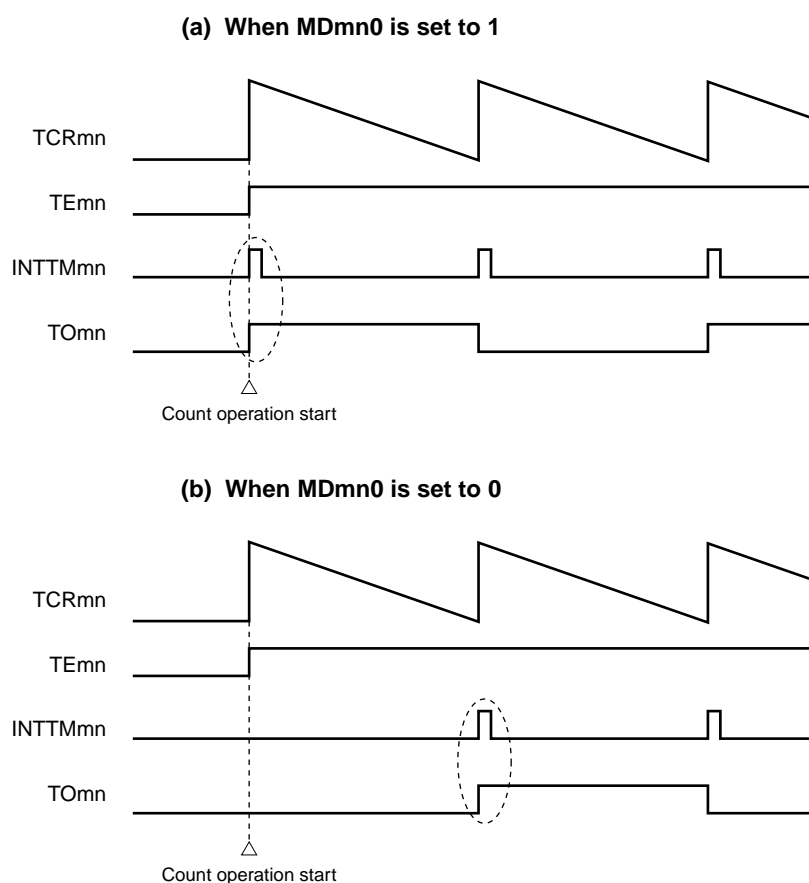 (a) When MDmn0 is set to 1
TCRmn
TEmn
INTTMmn
TOmn
Count operation start
(b) When MDmn0 is set to 0
TCRmn
TEmn
INTTMmn
TOmn
Count operation start